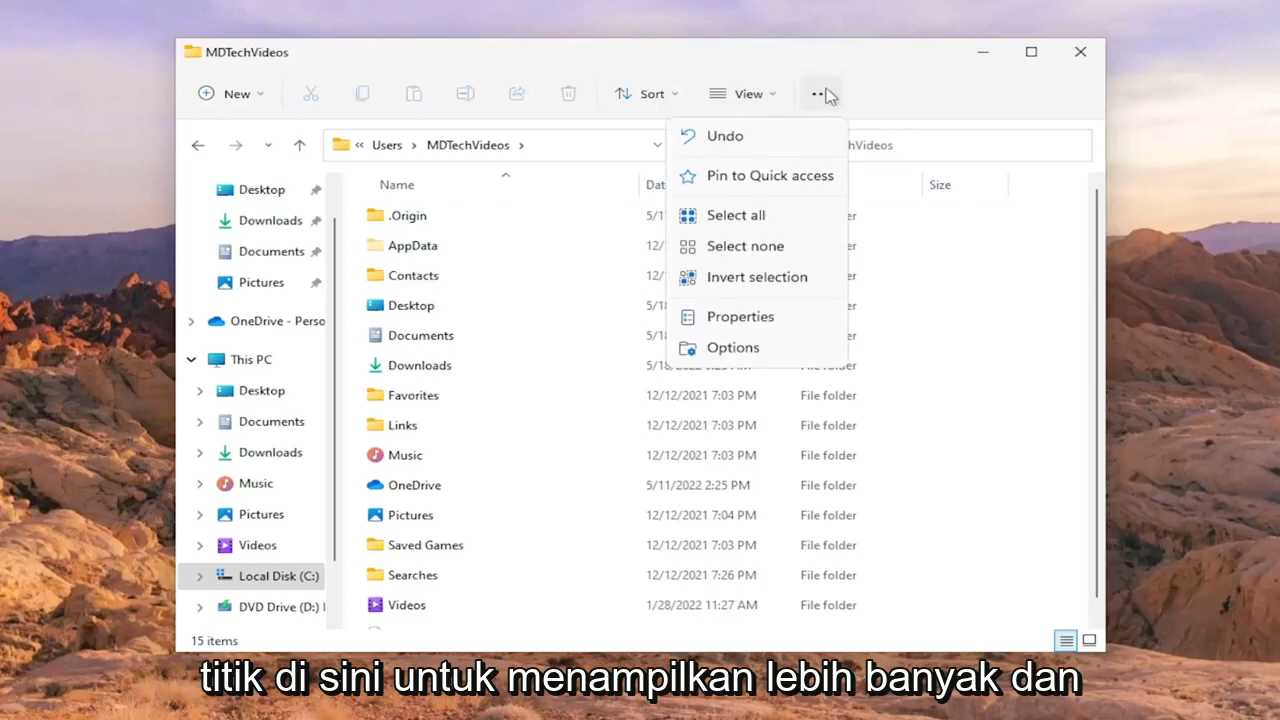 MDTechVideos
New
Sort
View
Users
MDTechVideos
hVideos
Name
Size
Desktop
Downloads
Documents
Pictures
OneDrive - Perso
This PC
Desktop
Documents
Downloads
Music
Pictures
Videos
Local Disk (C:)
DVD Drive (D:)
.Origin
AppData
Contacts
Desktop
Documents
Downloads
Favorites 12/12/2021 7:03 PM File folder
Links 12/12/2021 7:03 PM File folder
Music 12/12/2021 7:03 PM File folder
OneDrive 5/11/2022 2:25 PM File folder
Pictures 12/12/2021 7:04 PM File folder
Saved Games 12/12/2021 7:03 PM File folder
Searches 12/12/2021 7:26 PM File folder
Videos 1/28/2022 11:27 AM File folder
Undo
Pin to Quick access
Select all
Select none
Invert selection
Properties
Options
15 items
titik di sini untuk menampilkan lebih banyak dan